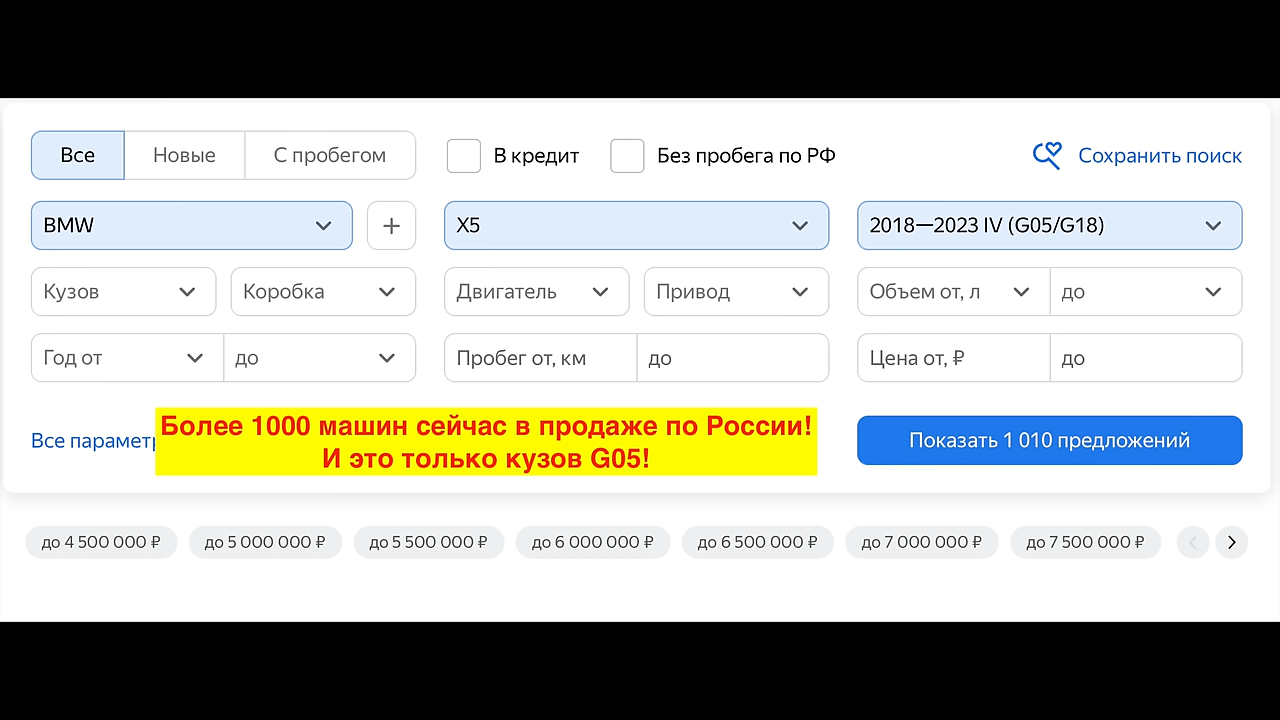 Все Новые С пробегом В кредит Без пробега по РФ Сохранить поиск
BMW + X5 2018—2023 IV (G05/G18)
Кузов Коробка Двигатель Привод Объем от, л до
Год от до Пробег от, км до Цена от, ₽ до
Все парамет Более 1000 машин сейчас в продаже по России! Показать 1 010 предложений
И это только кузов G05!
до 4 500 000 ₽ до 5 000 000 ₽ до 5 500 000 ₽ до 6 000 000 ₽ до 6 500 000 ₽ до 7 000 000 ₽ до 7 500 000 ₽